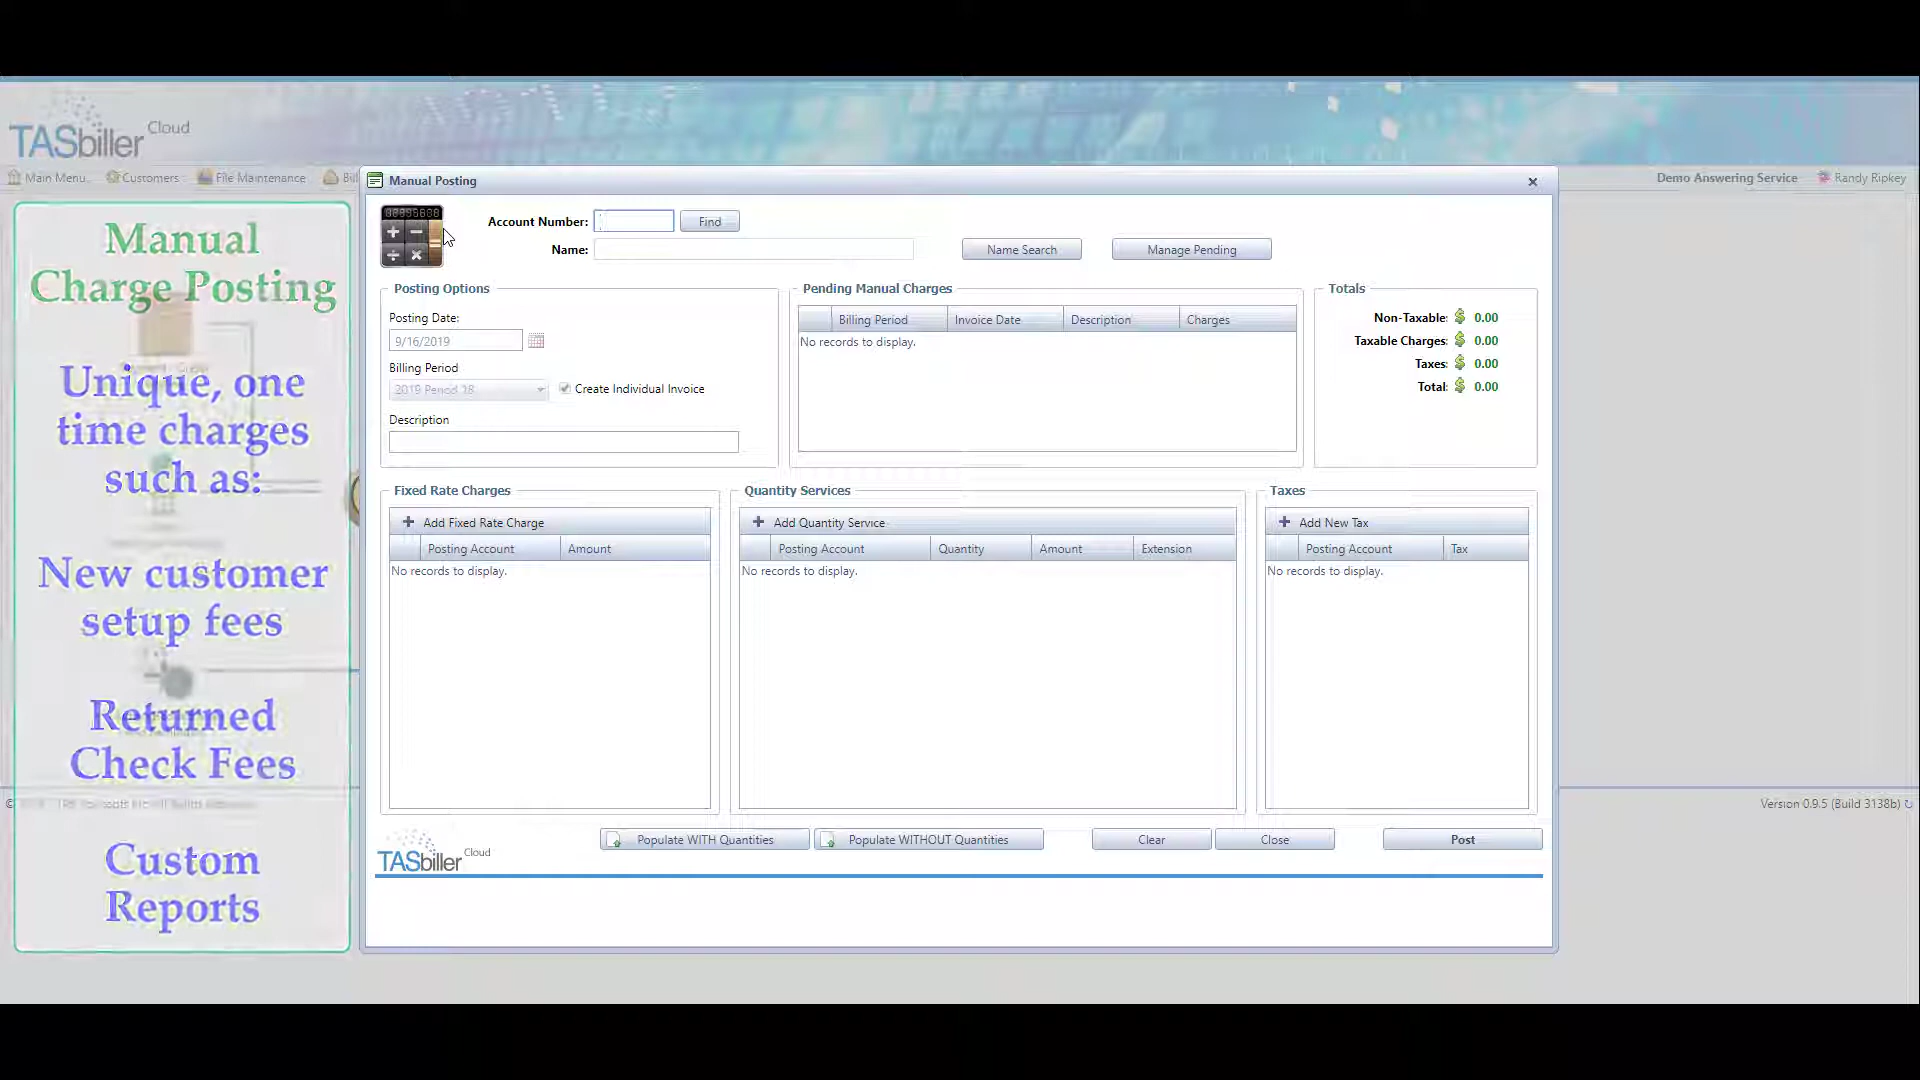 TASbiller Cloud
Main Menu
Customers
File Maintenance
Bil
Demo Answering Service
Randy Ripkey
Manual
Charge Posting
Unique, one
time charges
such as:
New customer
setup fees
Returned
Check Fees
Custom
Reports
Manual Posting
Account Number:
Find
Name:
Name Search
Manage Pending
Posting Options
Posting Date:
9/16/2019
Billing Period
2019 Period 18
Create Individual Invoice
Description
Pending Manual Charges
Billing Period Invoice Date Description Charges
No records to display.
Totals
Non-Taxable: $ 0.00
Taxable Charges: $ 0.00
Taxes: $ 0.00
Total: $ 0.00
Fixed Rate Charges
+ Add Fixed Rate Charge
Posting Account Amount
No records to display.
Quantity Services
+ Add Quantity Service
Posting Account Quantity Amount Extension
No records to display.
Taxes
+ Add New Tax
Posting Account Tax
No records to display.
TASbiller Cloud
Populate WITH Quantities
Populate WITHOUT Quantities
Clear
Close
Post
Version 0.9.5 (Build 3138b)